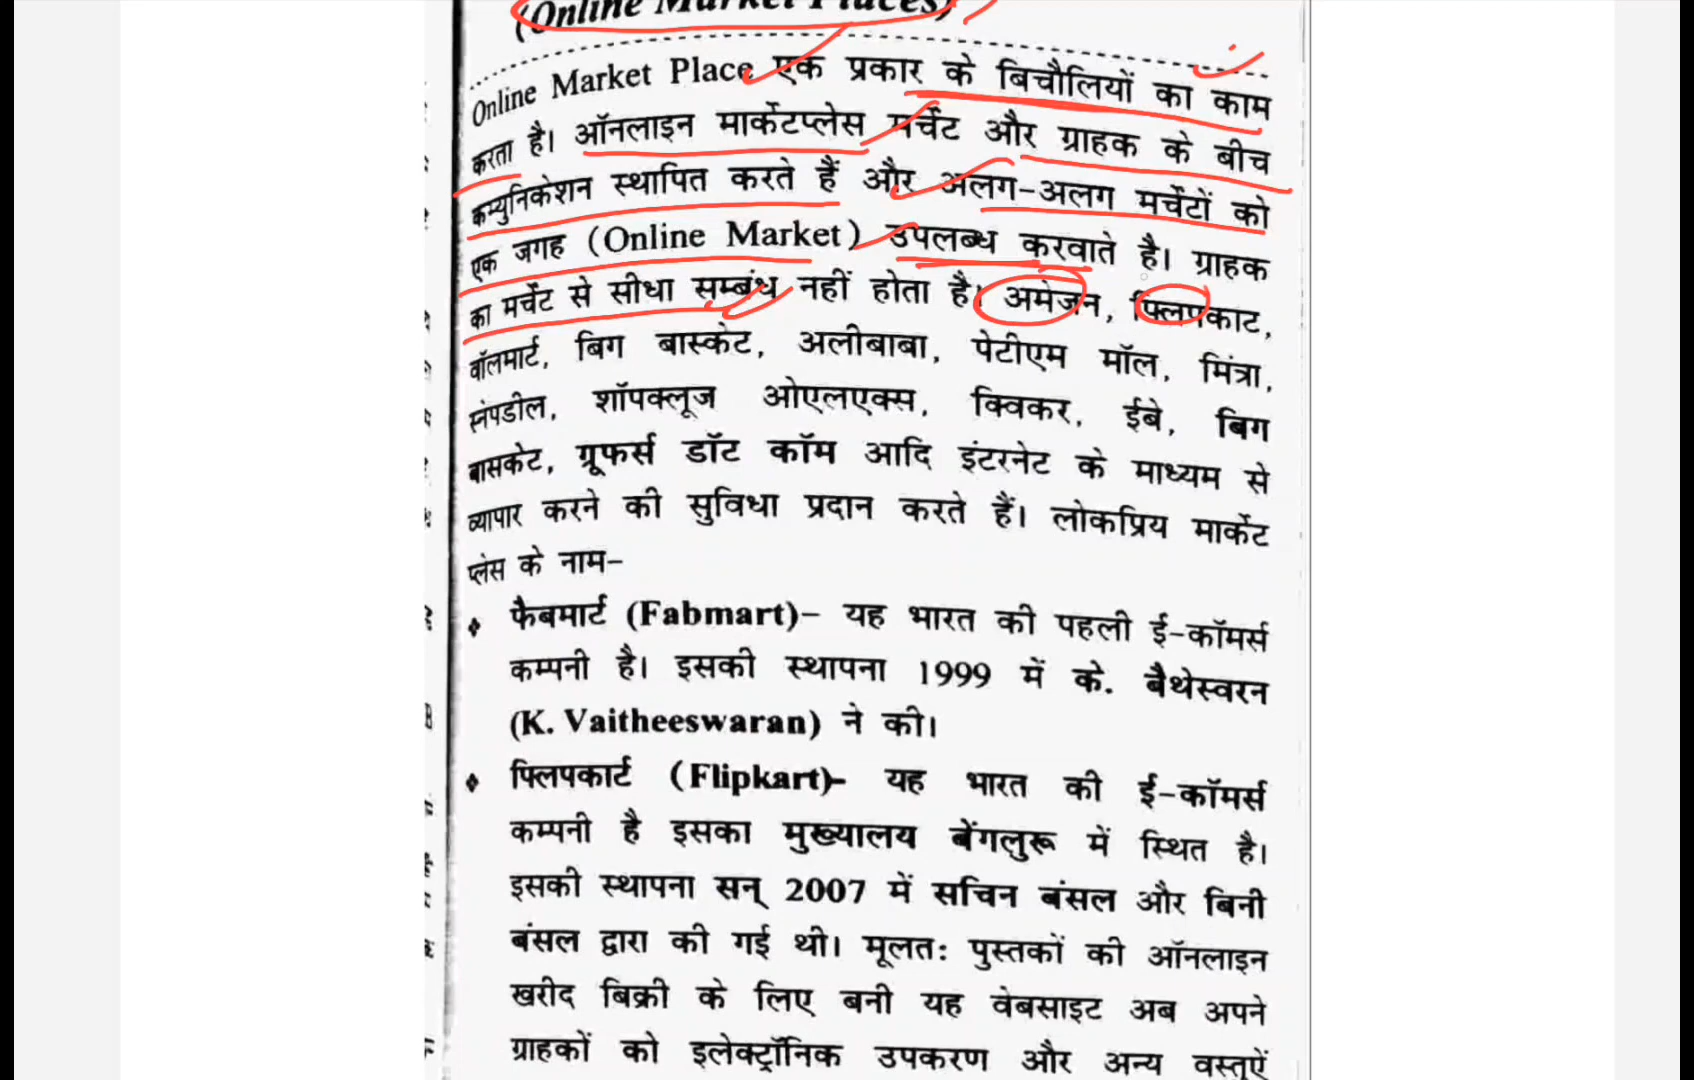 (Online Market Places)
Online Market Place एक प्रकार के बिचौलियों का काम
करता है। ऑनलाइन मार्केटप्लेस मर्चेंट और ग्राहक के बीच
कम्युनिकेशन स्थापित करते हैं और अलग-अलग मर्चेंटों को
एक जगह (Online Market) उपलब्ध करवाते है। ग्राहक
का मर्चेंट से सीधा सम्बंध नहीं होता है। अमेजन, फ्लिपकाट,
वॉलमार्ट, बिग बास्केट, अलीबाबा, पेटीएम मॉल, मिंत्रा,
स्नेपडील, शॉपक्लूज ओएलएक्स, क्विकर, ईबे, बिग
बासकेट, ग्रूफर्स डॉट कॉम आदि इंटरनेट के माध्यम से
व्यापार करने की सुविधा प्रदान करते हैं। लोकप्रिय मार्केट
प्लेस के नाम–
फैबमार्ट (Fabmart)– यह भारत की पहली ई-कॉमर्स
कम्पनी है। इसकी स्थापना 1999 में के. बैथेस्वरन
(K. Vaitheeswaran) ने की।
फ्लिपकार्ट (Flipkart)- यह भारत की ई-कॉमर्स
कम्पनी है इसका मुख्यालय बेंगलुरू में स्थित है।
इसकी स्थापना सन् 2007 में सचिन बंसल और बिनी
बंसल द्वारा की गई थी। मूलत: पुस्तकों की ऑनलाइन
खरीद बिक्री के लिए बनी यह वेबसाइट अब अपने
ग्राहकों को इलेक्ट्रॉनिक उपकरण और अन्य वस्तुऐं